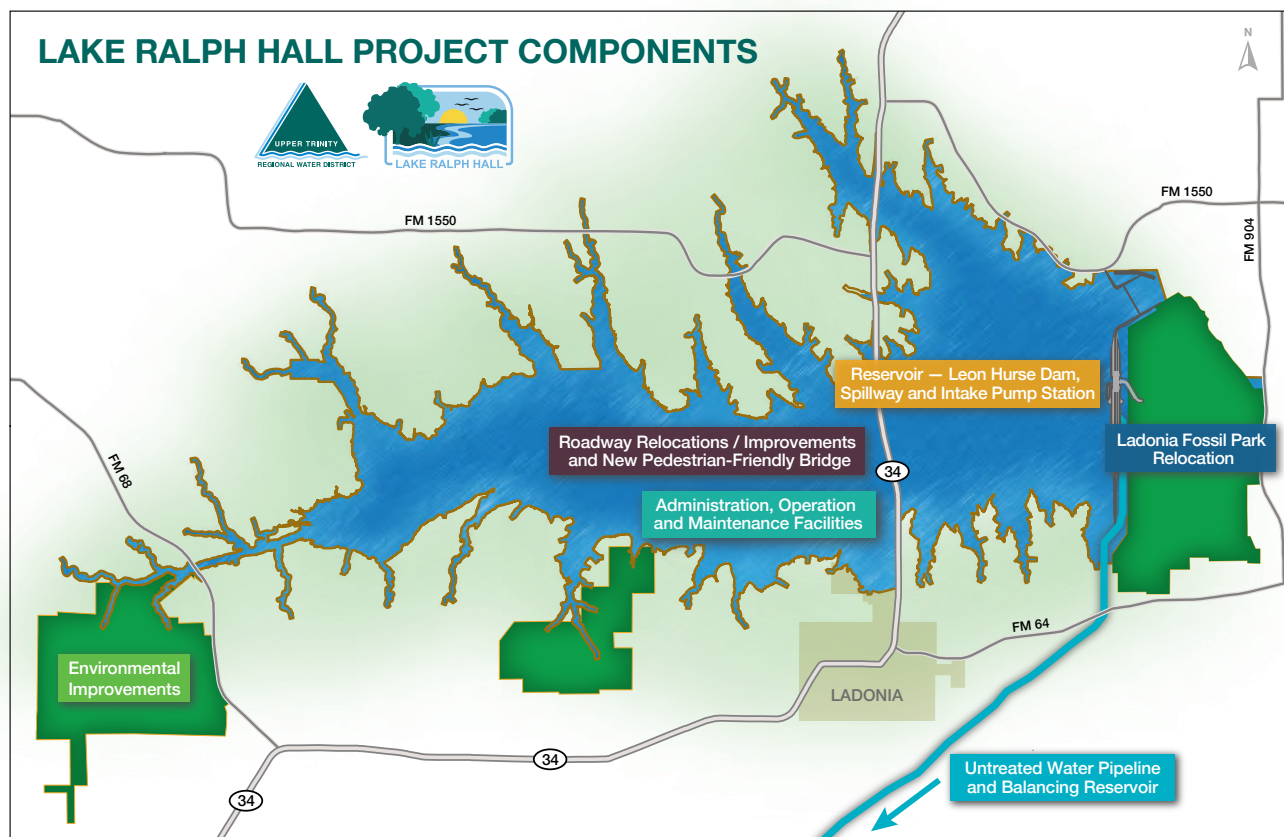 LAKE RALPH HALL PROJECT COMPONENTS
N
UPPER TRINITY
REGIONAL WATER DISTRICT
LAKE RALPH HALL
FM 1550
FM 1550
FM 904
Reservoir — Leon Hurse Dam,
Spillway and Intake Pump Station
Roadway Relocations / Improvements
and New Pedestrian-Friendly Bridge
Ladonia Fossil Park
Relocation
34
FM 68
Administration, Operation
and Maintenance Facilities
FM 64
Environmental
Improvements
LADONIA
34
Untreated Water Pipeline
and Balancing Reservoir
34